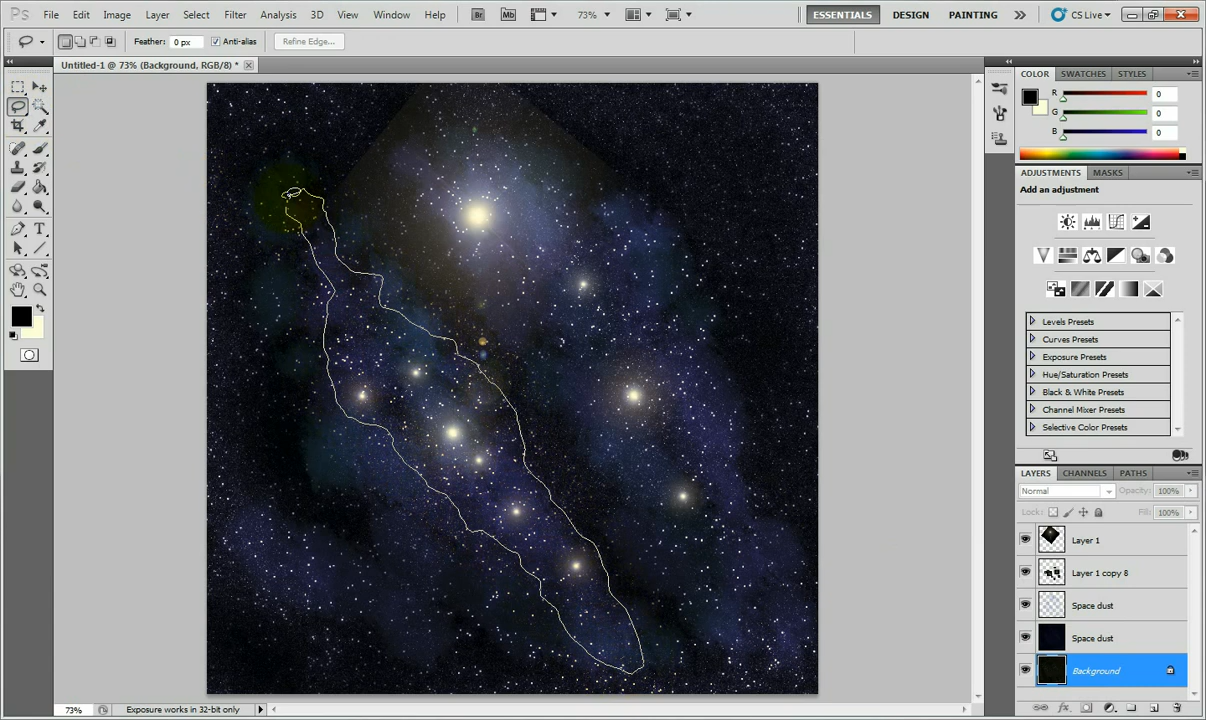 Ps File Edit Image Layer Select Filter Analysis 3D View Window Help Br Mb 73% ESSENTIALS DESIGN PAINTING CS Live
Feather: 0 px Anti-alias Refine Edge...
Untitled-1 @ 73% (Background, RGB/8) *
COLOR SWATCHES STYLES
R 0
G 0
B 0
ADJUSTMENTS MASKS
Add an adjustment
Levels Presets
Curves Presets
Exposure Presets
Hue/Saturation Presets
Black & White Presets
Channel Mixer Presets
Selective Color Presets
LAYERS CHANNELS PATHS
Normal Opacity: 100%
Lock: Fill: 100%
Layer 1
Layer 1 copy 8
Space dust
Space dust
Background
73% Exposure works in 32-bit only
fx